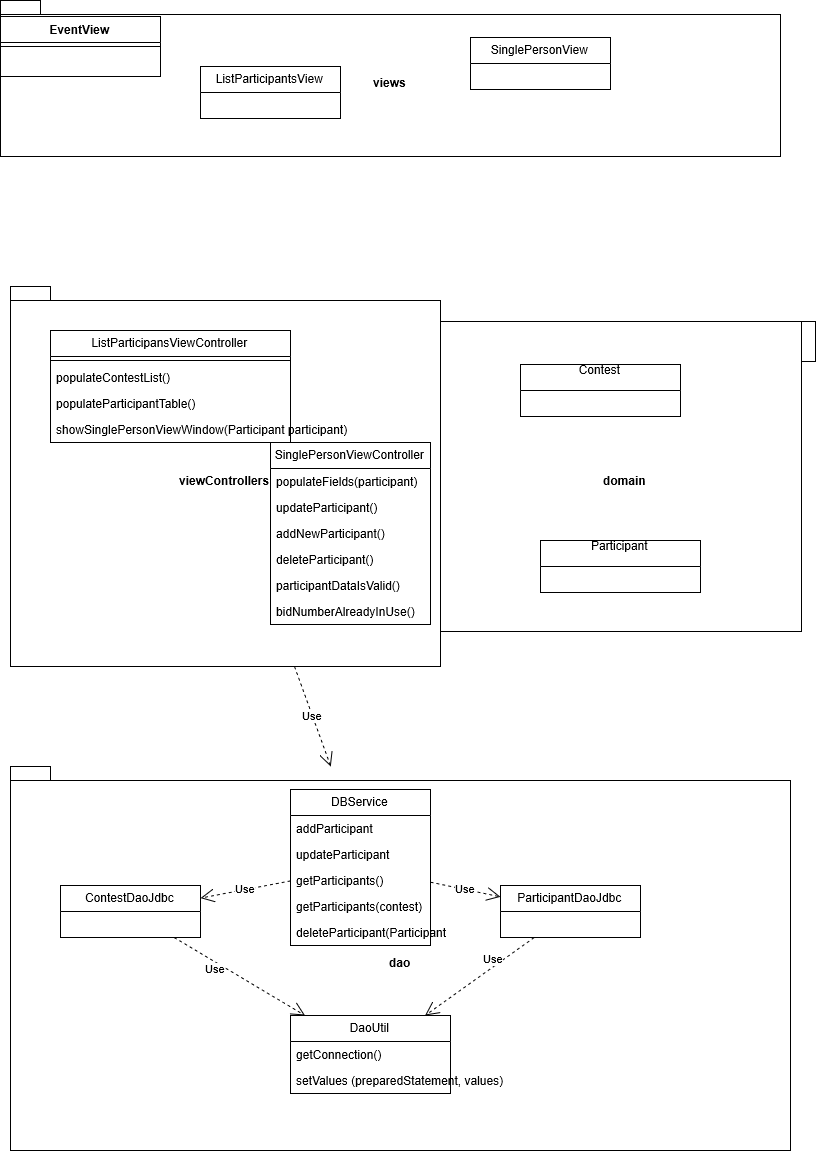 EventView
SinglePersonView
ListParticipantsView
views
ListParticipansViewController
populateContestList()
populateParticipantTable()
showSinglePersonViewWindow(Participant participant)
SinglePersonViewController
viewControllers
populateFields(participant)
updateParticipant()
addNewParticipant()
deleteParticipant()
participantDataIsValid()
bidNumberAlreadyInUse()
Contest
domain
Participant
Use
DBService
addParticipant
updateParticipant
getParticipants()
getParticipants(contest)
deleteParticipant(Participant
Use
Use
ContestDaoJdbc
ParticipantDaoJdbc
dao
Use
Use
DaoUtil
getConnection()
setValues (preparedStatement, values)